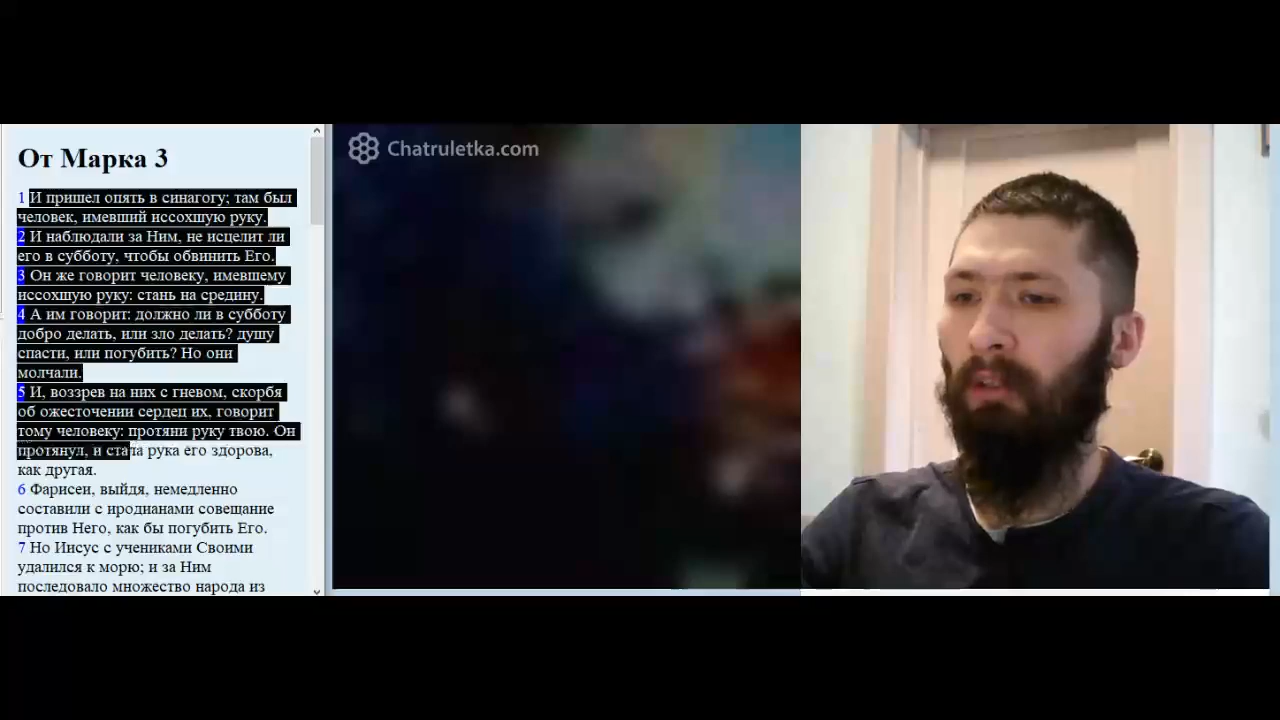 От Марка 3
1 И пришел опять в синагогу; там был
человек, имевший иссохшую руку.
2 И наблюдали за Ним, не исцелит ли
его в субботу, чтобы обвинить Его.
3 Он же говорит человеку, имевшему
иссохшую руку: стань на средину.
4 А им говорит: должно ли в субботу
добро делать, или зло делать? душу
спасти, или погубить? Но они
молчали.
5 И, воззрев на них с гневом, скорбя
об ожесточении сердец их, говорит
тому человеку: протяни руку твою. Он
протянул, и стала рука его здорова,
как другая.
6 Фарисеи, выйдя, немедленно
составили с иродианами совещание
против Него, как бы погубить Его.
7 Но Иисус с учениками Своими
удалился к морю; и за Ним
последовало множество народа из
Chatruletka.com